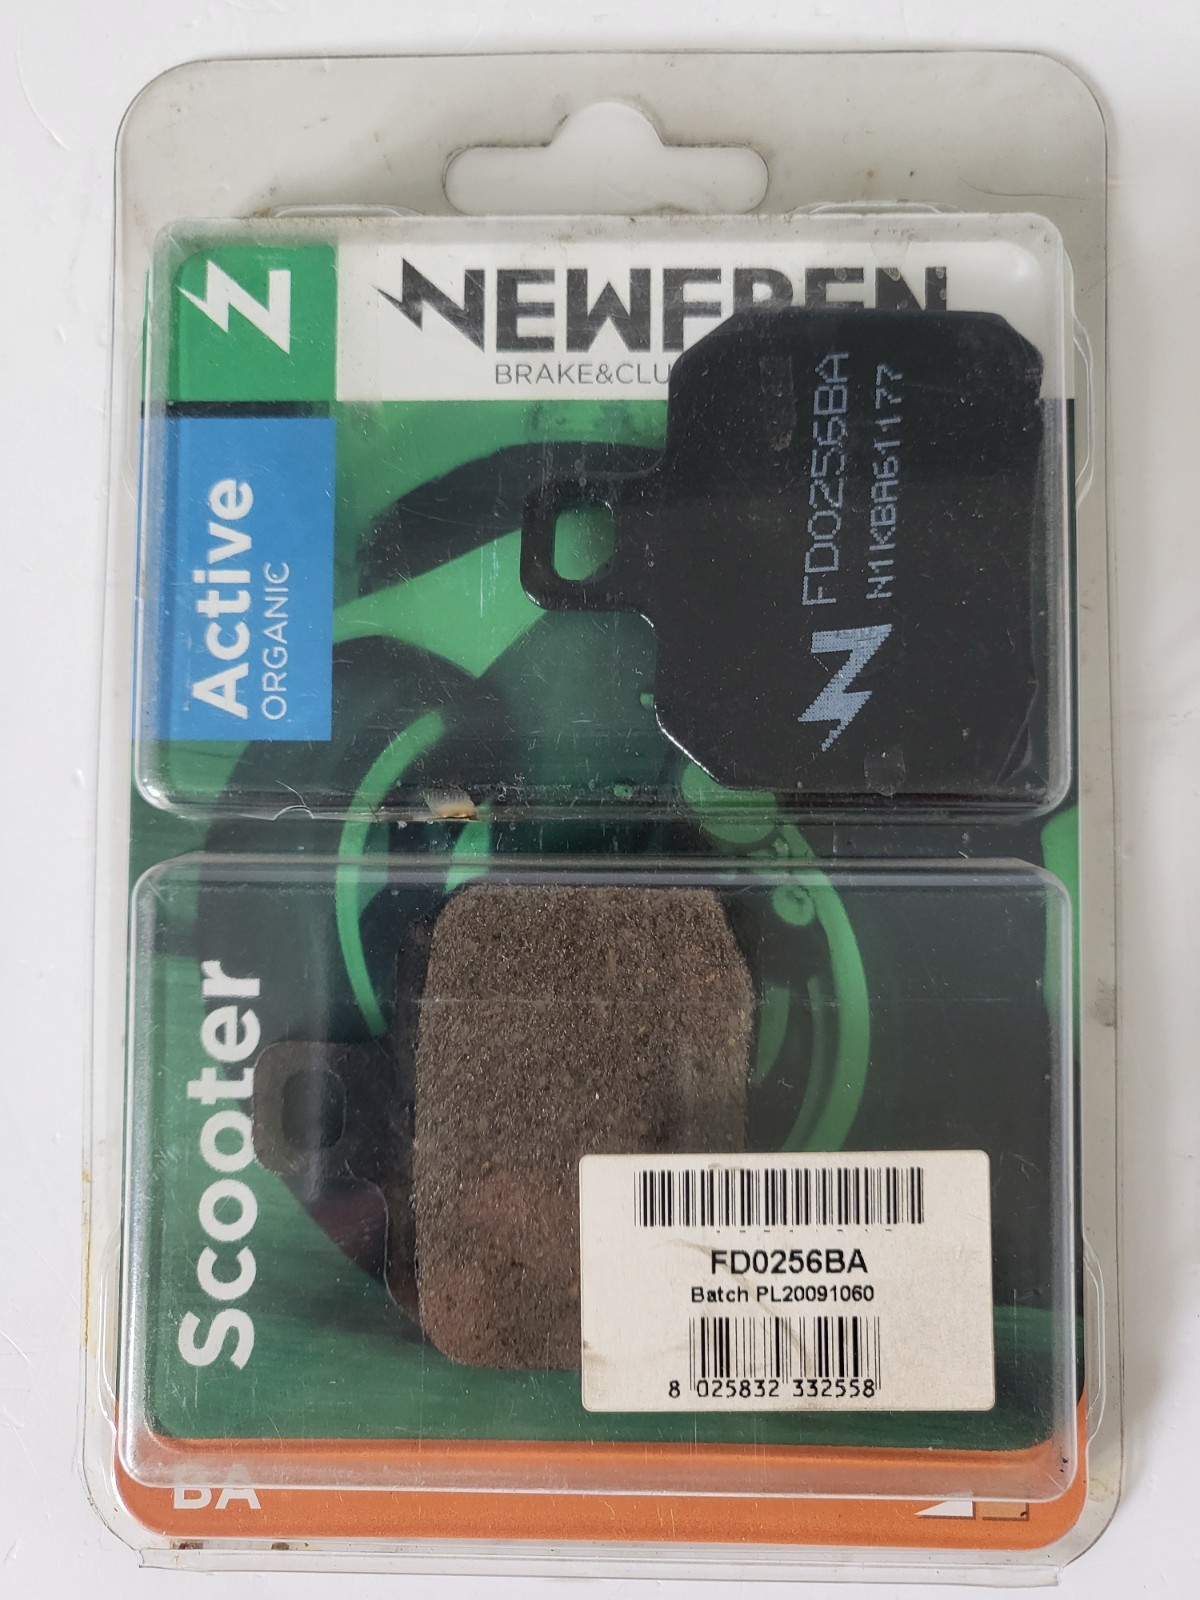 NEWFREN
BRAKE&CLU
Active
ORGANIC
FD0256BA
N1KBA61177
Scooter
FD0256BA
Batch PL20091060
8 025832 332558
BA